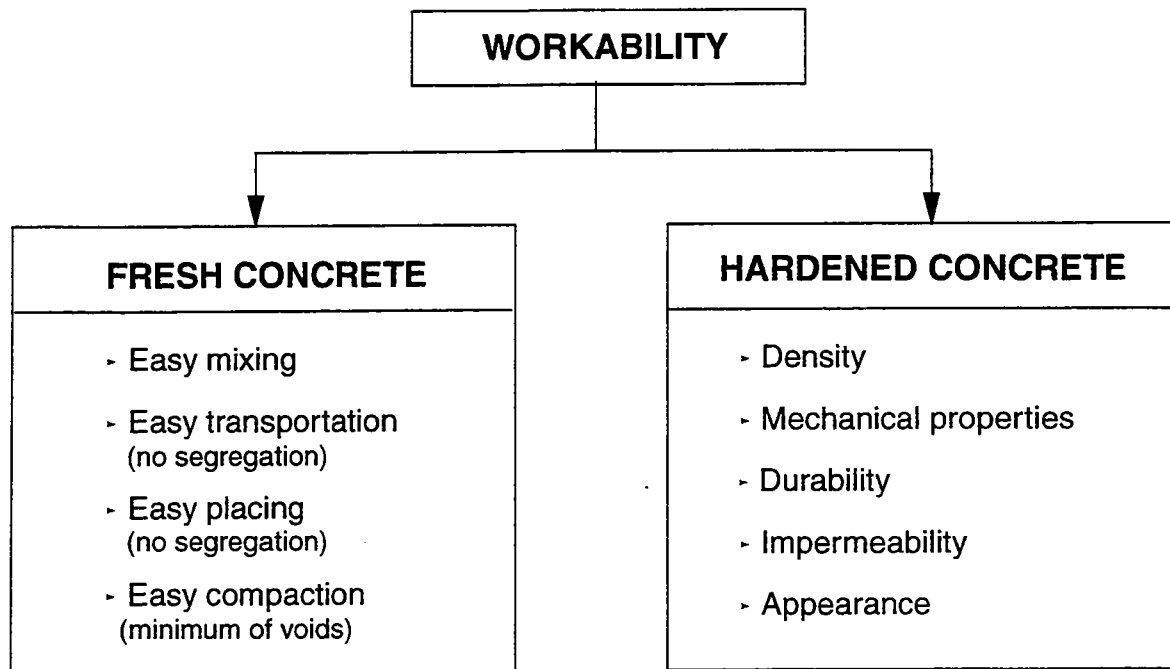 WORKABILITY
FRESH CONCRETE
➢ Easy mixing
➢ Easy transportation
(no segregation)
➢ Easy placing
(no segregation)
➢ Easy compaction
(minimum of voids)
HARDENED CONCRETE
➢ Density
➢ Mechanical properties
➢ Durability
➢ Impermeability
➢ Appearance